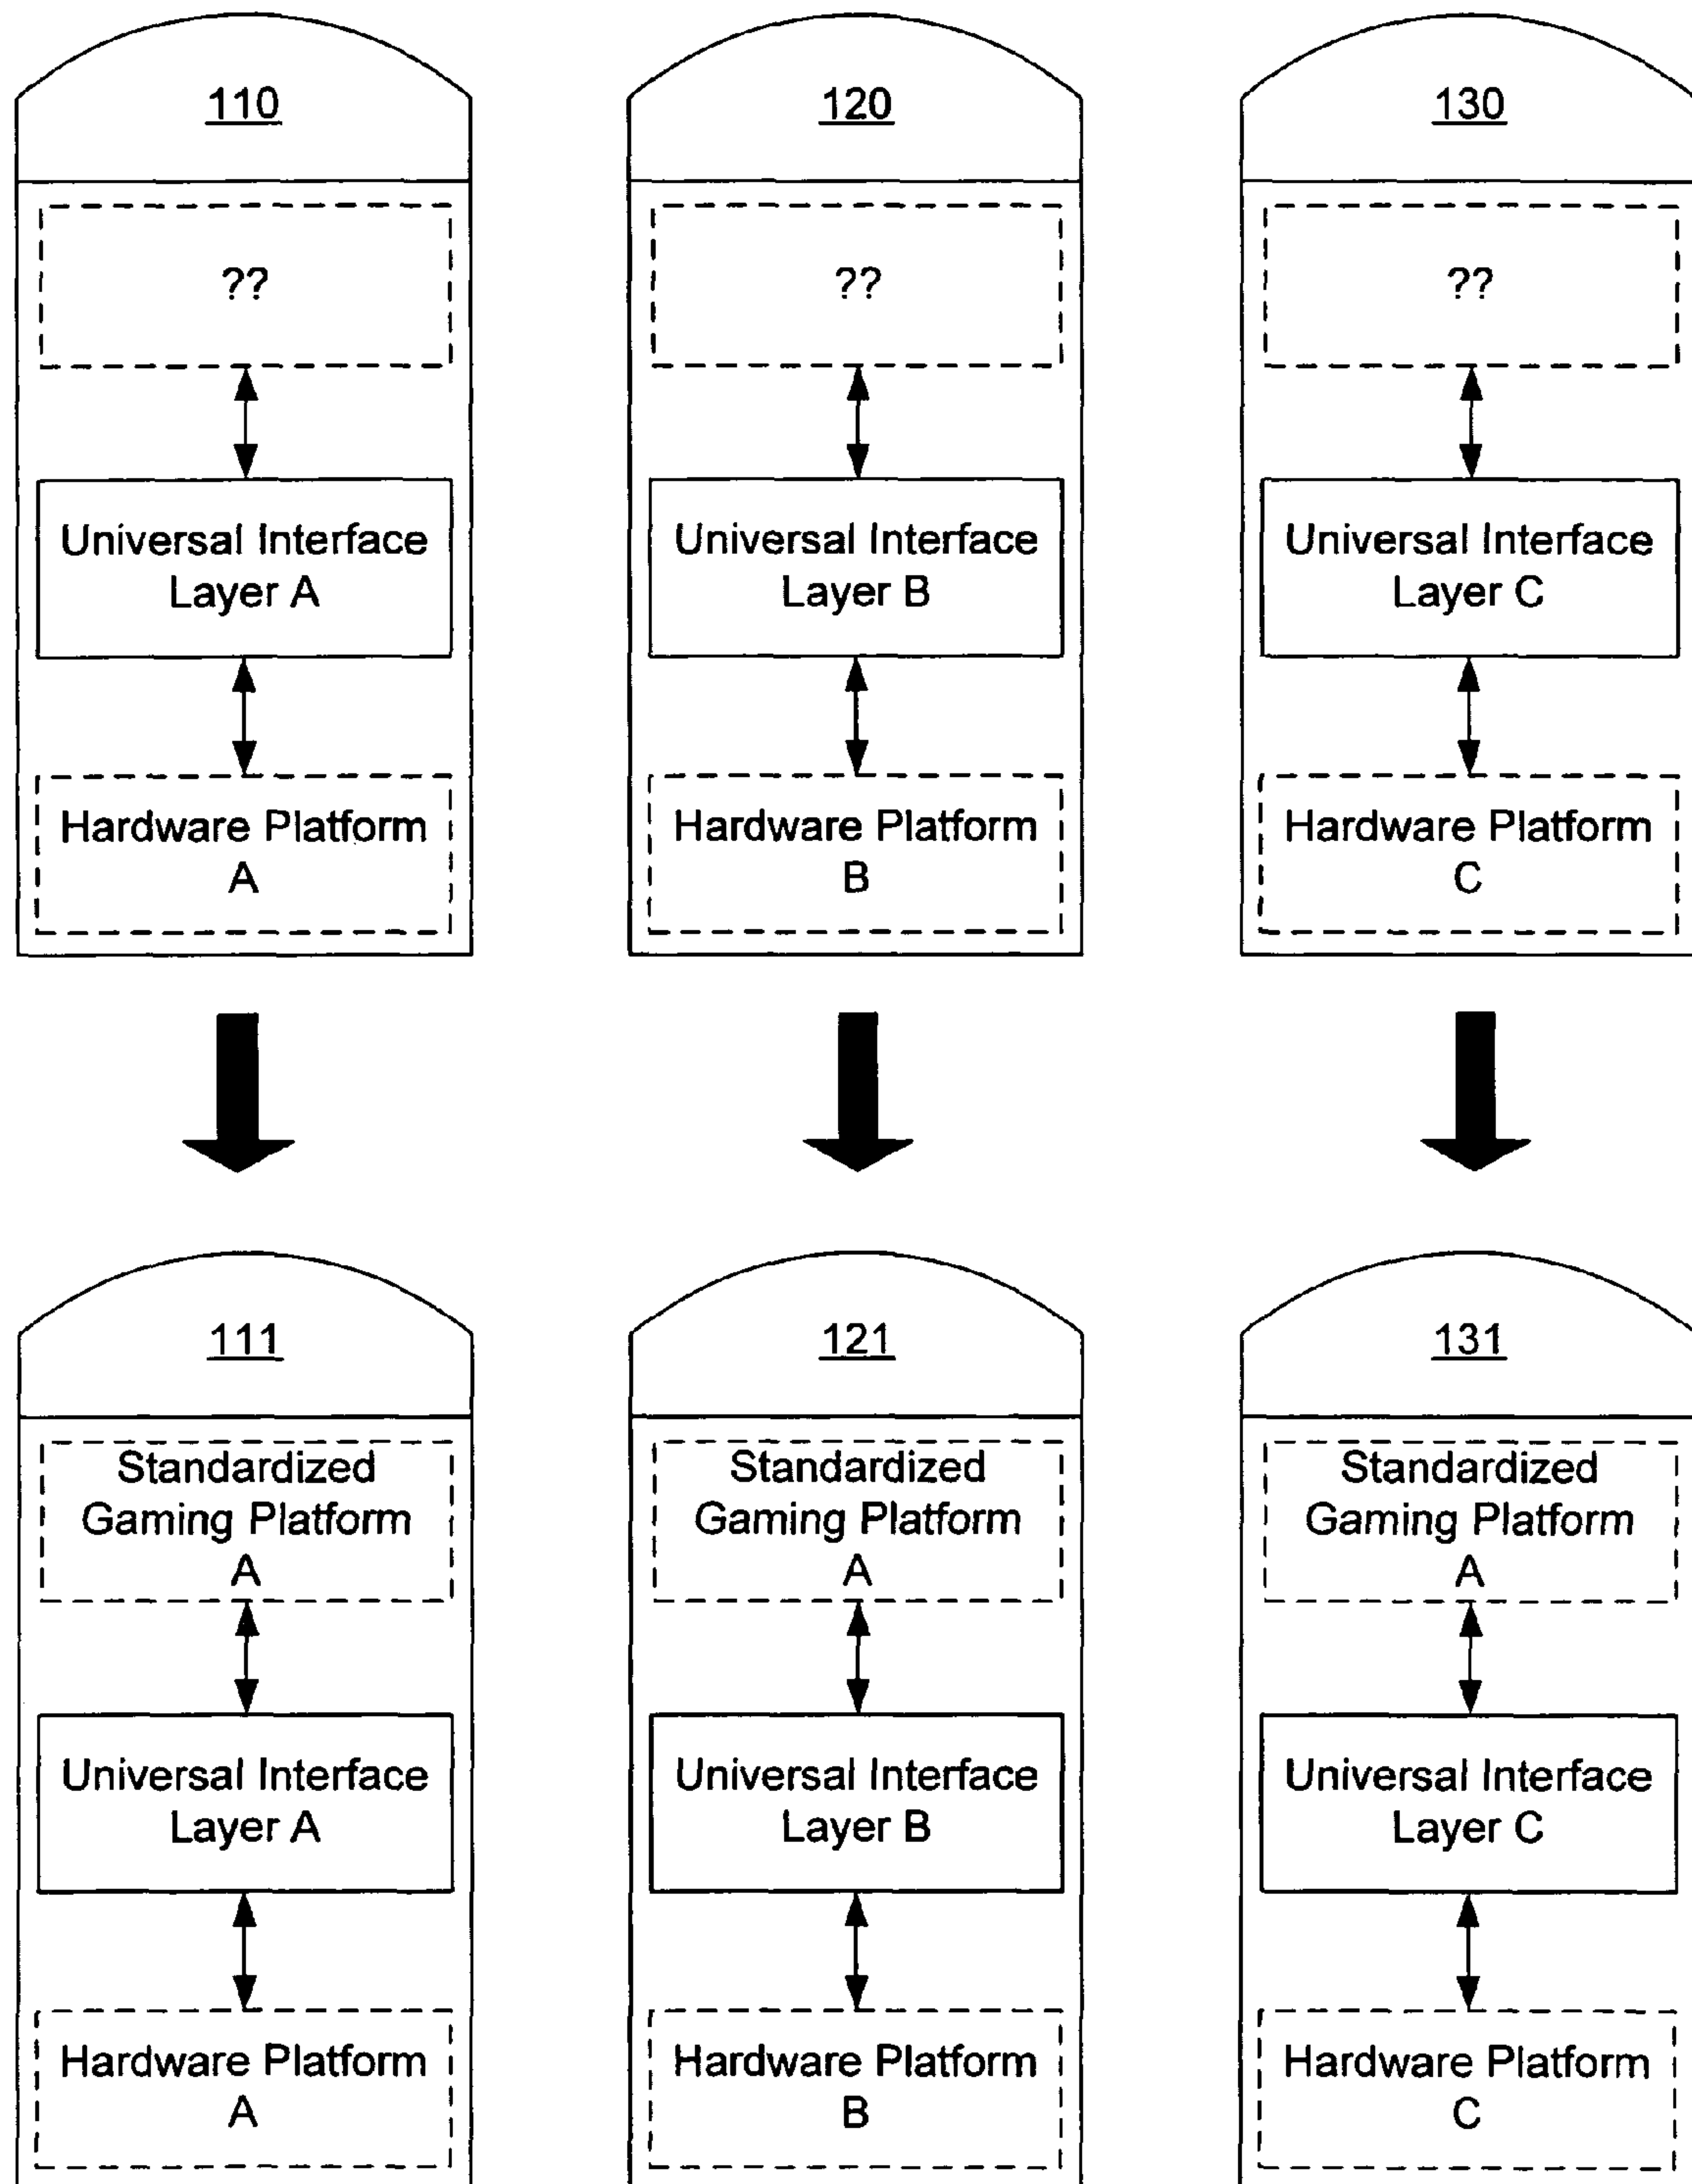 110
??
Universal Interface
Layer A
Hardware Platform
A
120
??
Universal Interface
Layer B
Hardware Platform
B
130
??
Universal Interface
Layer C
Hardware Platform
C
111
Standardized
Gaming Platform
A
Universal Interface
Layer A
Hardware Platform
A
121
Standardized
Gaming Platform
A
Universal Interface
Layer B
Hardware Platform
B
131
Standardized
Gaming Platform
A
Universal Interface
Layer C
Hardware Platform
C